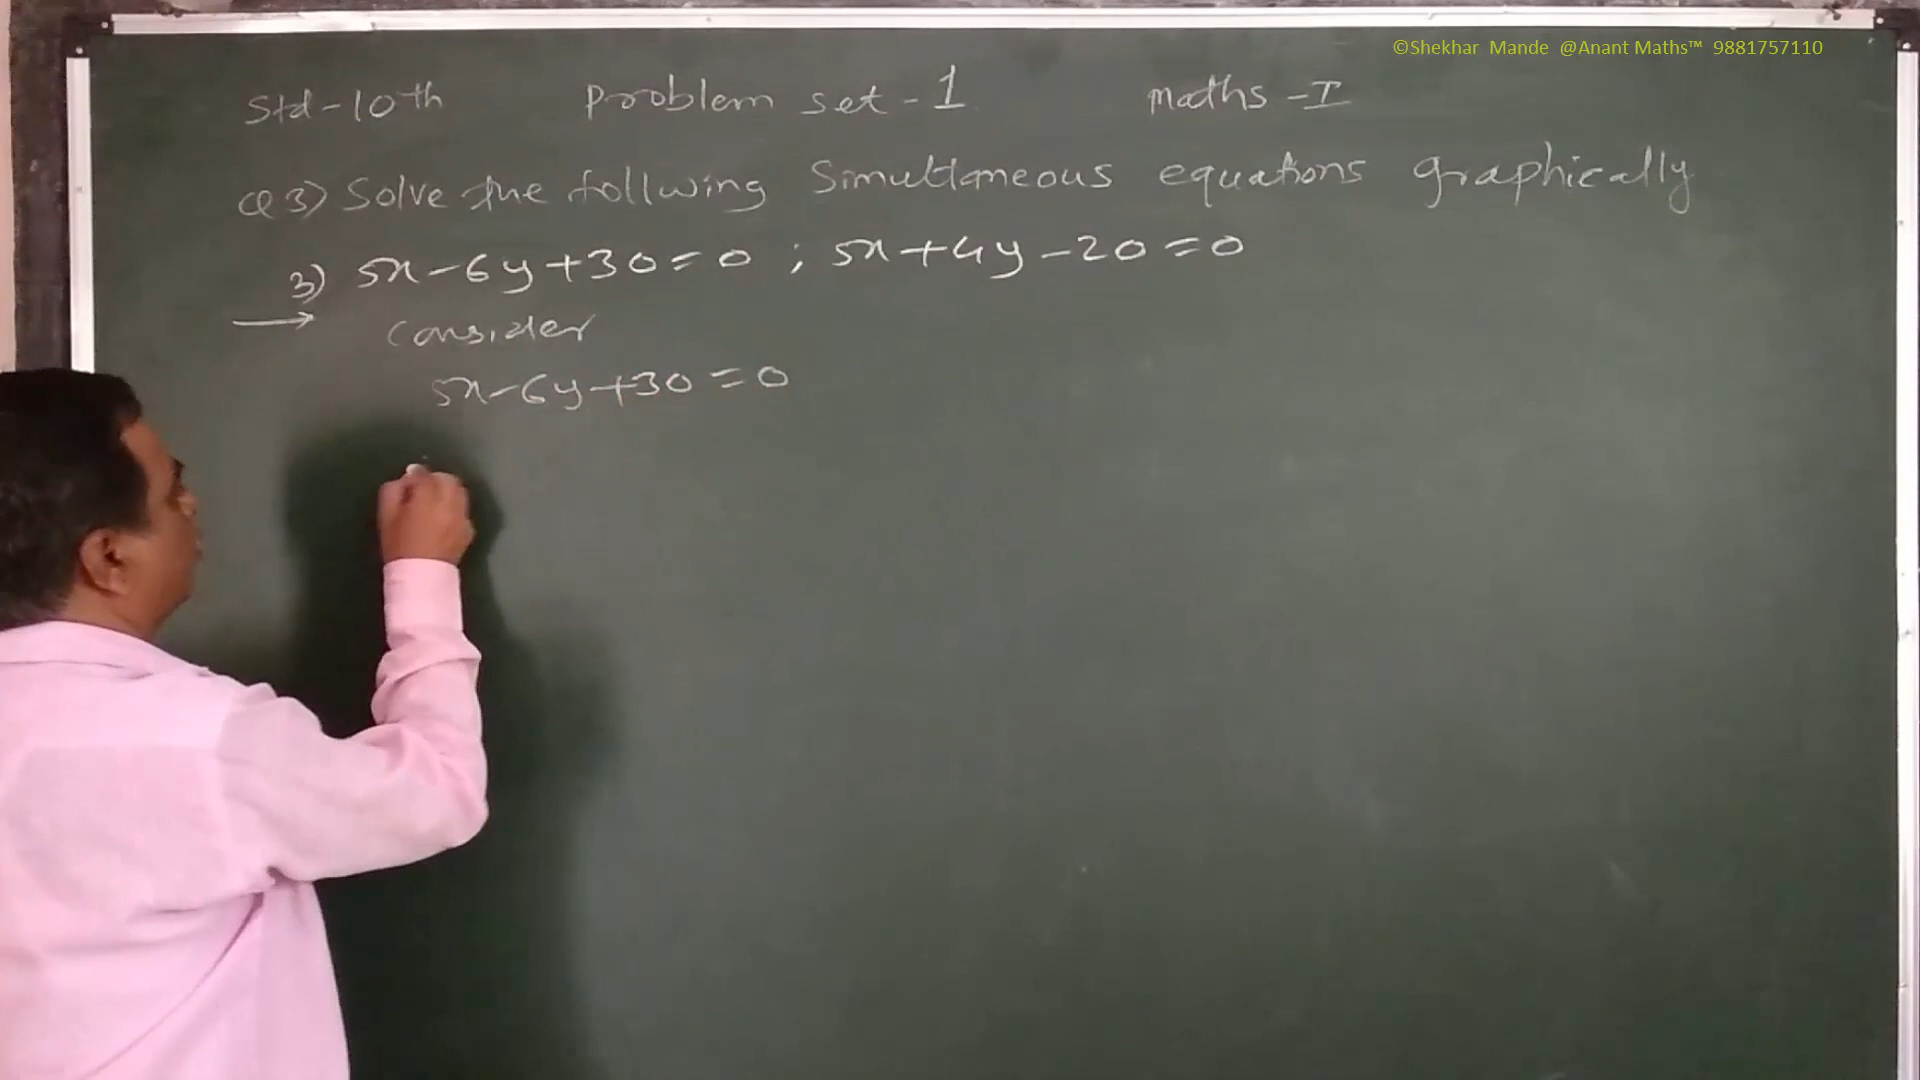 ©Shekhar Mande @Anant Maths™ 9881757110
Std-10th Problem set-1 maths-I
Q3) Solve the follwing Simultaneous equations graphically
3) 5x-6y+30=0 ; 5x+4y-20=0
Consider
5x-6y+30=0